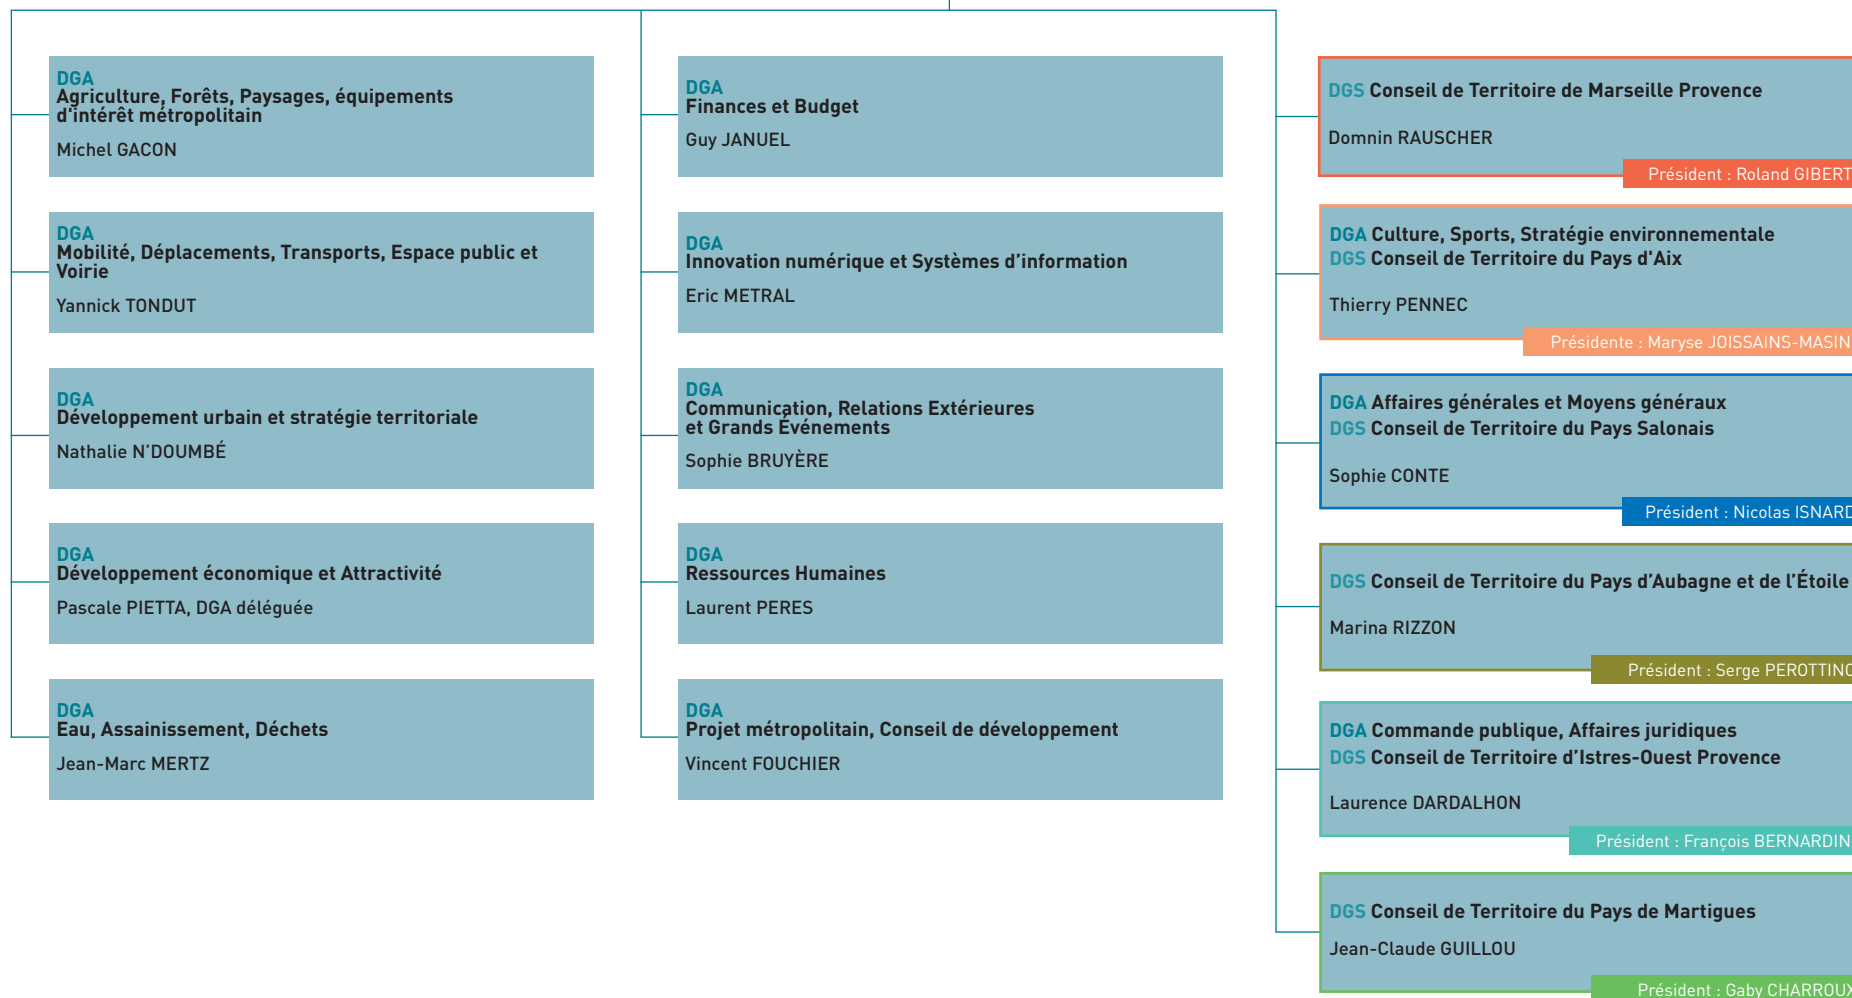 DGA
Agriculture, Forêts, Paysages, équipements
d'intérêt métropolitain
Michel GACON
DGA
Mobilité, Déplacements, Transports, Espace public et
Voirie
Yannick TONDUT
DGA
Développement urbain et stratégie territoriale
Nathalie N'DOUMBÉ
DGA
Développement économique et Attractivité
Pascale PIETTA, DGA déléguée
DGA
Eau, Assainissement, Déchets
Jean-Marc MERTZ
DGA
Finances et Budget
Guy JANUEL
DGA
Innovation numérique et Systèmes d’information
Eric METRAL
DGA
Communication, Relations Extérieures
et Grands Événements
Sophie BRUYÈRE
DGA
Ressources Humaines
Laurent PERES
DGA
Projet métropolitain, Conseil de développement
Vincent FOUCHIER
DGS Conseil de Territoire de Marseille Provence
Domnin RAUSCHER
Président : Roland GIBERT
DGA Culture, Sports, Stratégie environnementale
DGS Conseil de Territoire du Pays d'Aix
Thierry PENNEC
Présidente : Maryse JOISSAINS-MASIN
DGA Affaires générales et Moyens généraux
DGS Conseil de Territoire du Pays Salonais
Sophie CONTE
Président : Nicolas ISNARD
DGS Conseil de Territoire du Pays d’Aubagne et de l’Étoile
Marina RIZZON
Président : Serge PEROTTINO
DGA Commande publique, Affaires juridiques
DGS Conseil de Territoire d’Istres-Ouest Provence
Laurence DARDALHON
Président : François BERNARDIN
DGS Conseil de Territoire du Pays de Martigues
Jean-Claude GUILLOU
Président : Gaby CHARROUX